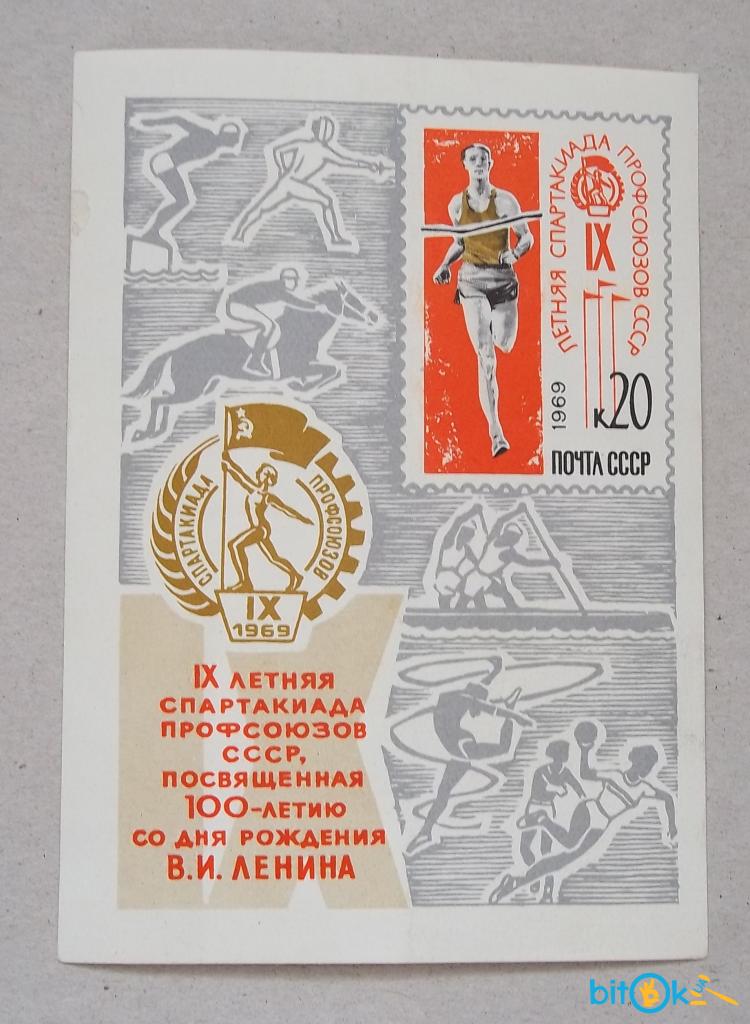 ЛЕТНЯЯ СПАРТАКИАДА ПРОФСОЮЗОВ СССР
IX
1969
К20
ПОЧТА СССР
СПАРТАКИАДА ПРОФСОЮЗОВ
IX
1969
IX ЛЕТНЯЯ
СПАРТАКИАДА
ПРОФСОЮЗОВ
СССР,
ПОСВЯЩЕННАЯ
100-ЛЕТИЮ
СО ДНЯ РОЖДЕНИЯ
В.И. ЛЕНИНА
bitOk